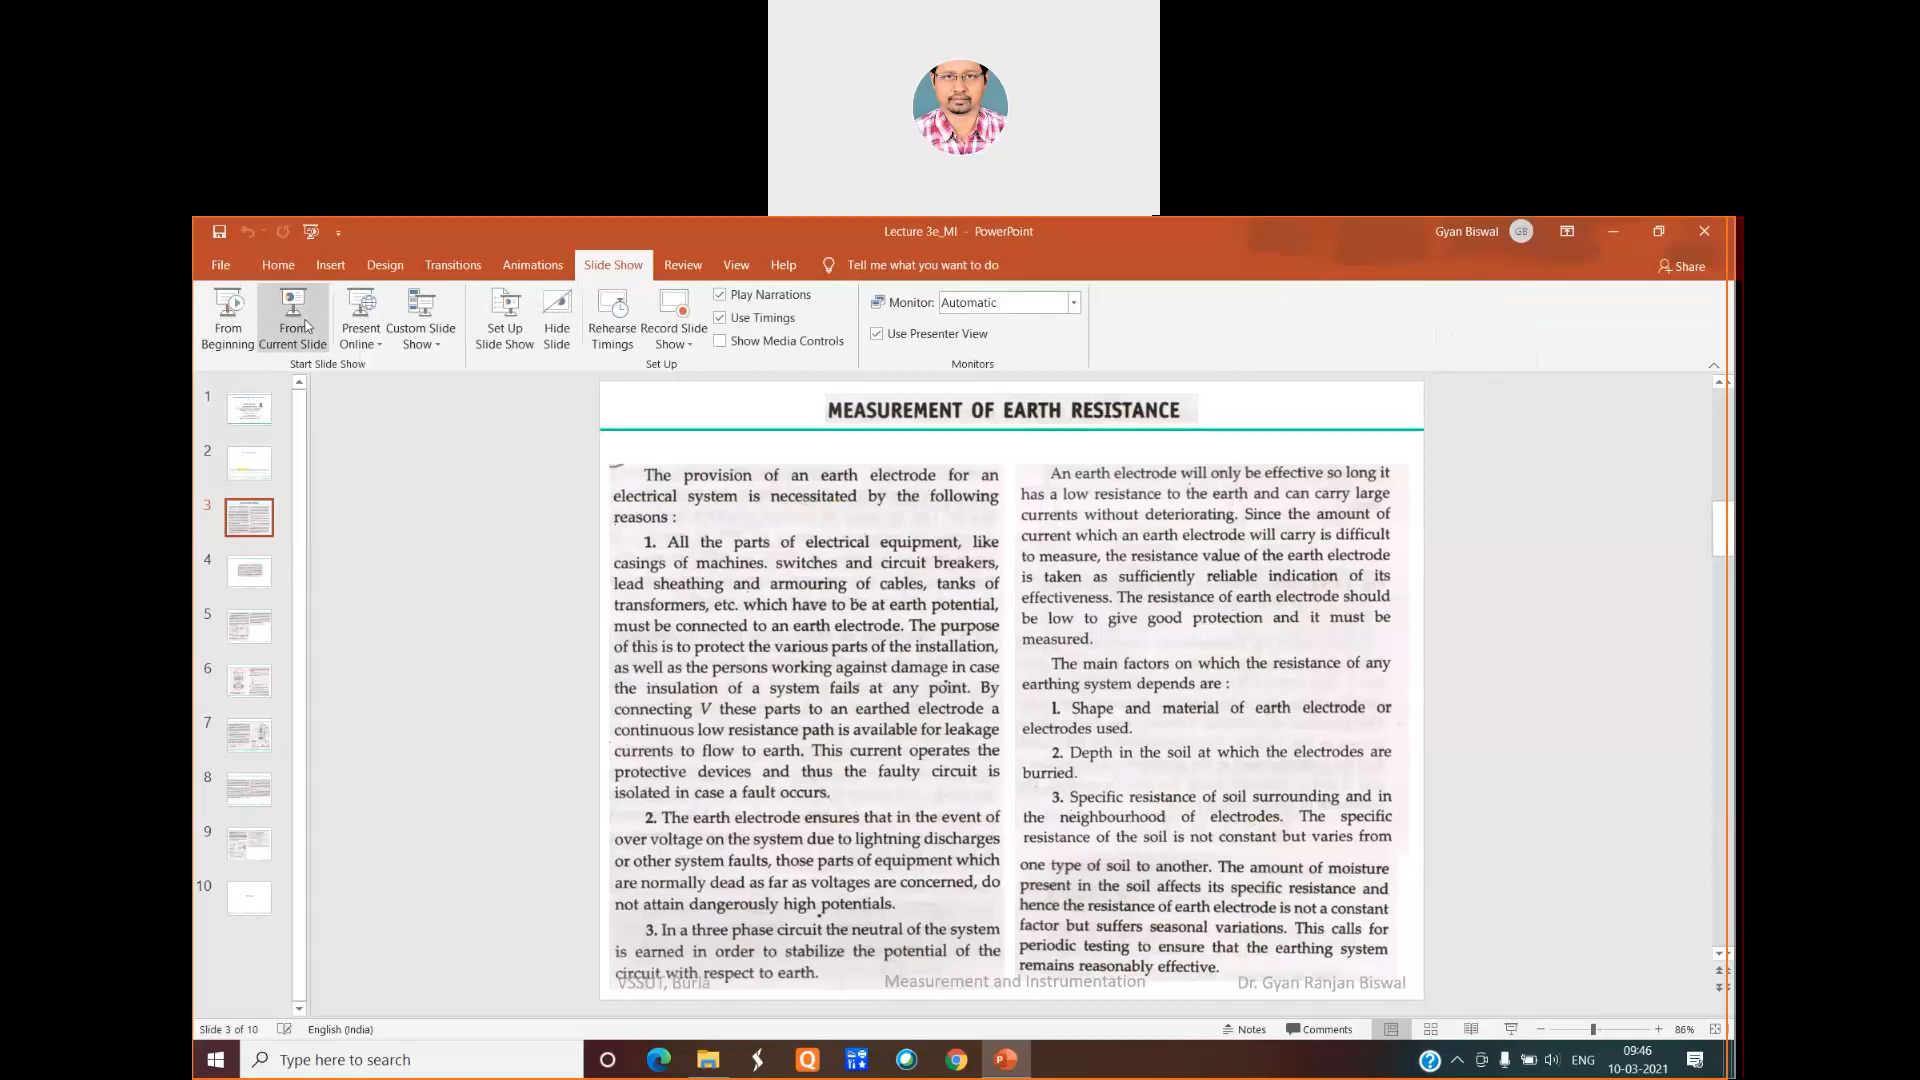 Lecture 3e_MI - PowerPoint
Gyan Biswal GB
File Home Insert Design Transitions Animations Slide Show Review View Help Tell me what you want to do
Share
From Beginning
From Current Slide
Present Online
Custom Slide Show
Start Slide Show
Set Up Slide Show
Hide Slide
Rehearse Timings
Record Slide Show
Play Narrations
Use Timings
Show Media Controls
Set Up
Monitor: Automatic
Use Presenter View
Monitors
1
2
3
4
5
6
7
8
9
10
MEASUREMENT OF EARTH RESISTANCE
The provision of an earth electrode for an
electrical system is necessitated by the following
reasons :
1. All the parts of electrical equipment, like
casings of machines. switches and circuit breakers,
lead sheathing and armouring of cables, tanks of
transformers, etc. which have to be at earth potential,
must be connected to an earth electrode. The purpose
of this is to protect the various parts of the installation,
as well as the persons working against damage in case
the insulation of a system fails at any point. By
connecting V these parts to an earthed electrode a
continuous low resistance path is available for leakage
currents to flow to earth. This current operates the
protective devices and thus the faulty circuit is
isolated in case a fault occurs.
2. The earth electrode ensures that in the event of
over voltage on the system due to lightning discharges
or other system faults, those parts of equipment which
are normally dead as far as voltages are concerned, do
not attain dangerously high potentials.
3. In a three phase circuit the neutral of the system
is earned in order to stabilize the potential of the
circuit with respect to earth.
An earth electrode will only be effective so long it
has a low resistance to the earth and can carry large
currents without deteriorating. Since the amount of
current which an earth electrode will carry is difficult
to measure, the resistance value of the earth electrode
is taken as sufficiently reliable indication of its
effectiveness. The resistance of earth electrode should
be low to give good protection and it must be
measured.
The main factors on which the resistance of any
earthing system depends are :
1. Shape and material of earth electrode or
electrodes used.
2. Depth in the soil at which the electrodes are
burried.
3. Specific resistance of soil surrounding and in
the neighbourhood of electrodes. The specific
resistance of the soil is not constant but varies from
one type of soil to another. The amount of moisture
present in the soil affects its specific resistance and
hence the resistance of earth electrode is not a constant
factor but suffers seasonal variations. This calls for
periodic testing to ensure that the earthing system
remains reasonably effective.
VSSUT, Burla Measurement and Instrumentation Dr. Gyan Ranjan Biswal
Slide 3 of 10 English (India) Notes Comments 86%
Type here to search
ENG
09:46
10-03-2021